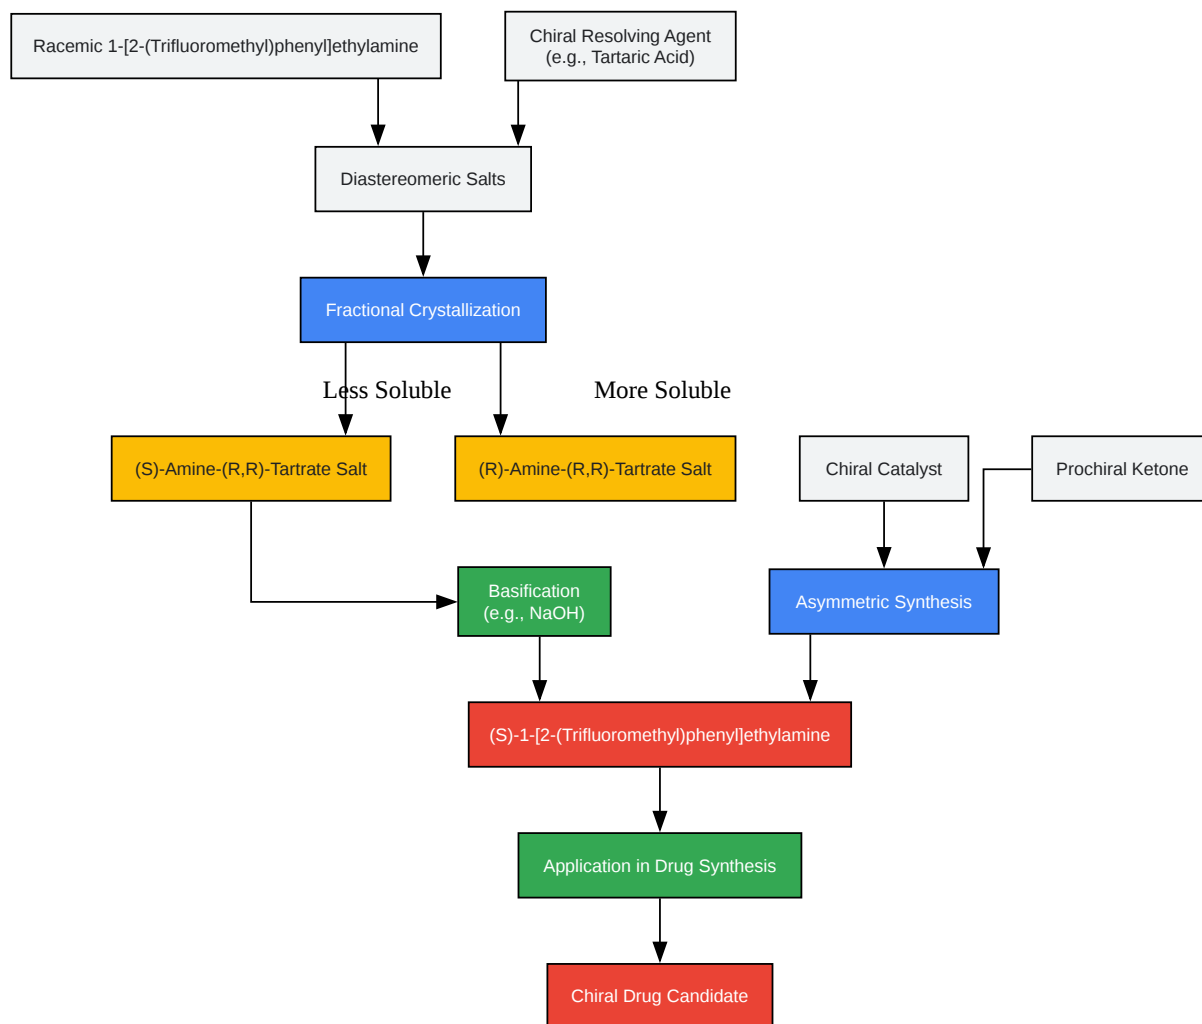 Racemic 1-[2-(Trifluoromethyl)phenyl]ethylamine
Chiral Resolving Agent
(e.g., Tartaric Acid)
Diastereomeric Salts
Fractional Crystallization
Less Soluble
More Soluble
(S)-Amine-(R,R)-Tartrate Salt
(R)-Amine-(R,R)-Tartrate Salt
Chiral Catalyst
Prochiral Ketone
Basification
(e.g., NaOH)
Asymmetric Synthesis
(S)-1-[2-(Trifluoromethyl)phenyl]ethylamine
Application in Drug Synthesis
Chiral Drug Candidate